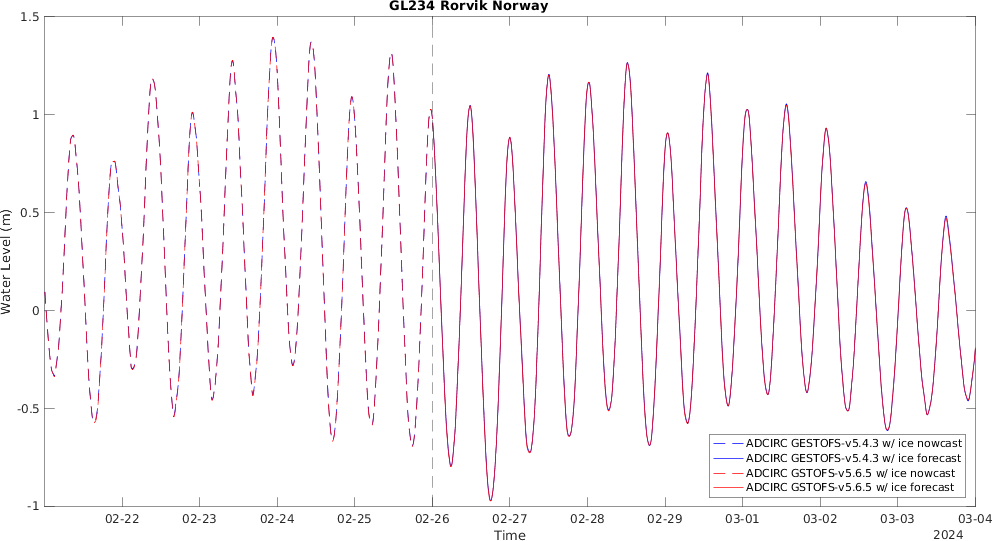 GL234 Rorvik Norway
1.5
1
0.5
0
-0.5
-1
Water Level (m)
02-22 02-23 02-24 02-25 02-26 02-27 02-28 02-29 03-01 03-02 03-03 03-04
Time
2024
ADCIRC GESTOFS-v5.4.3 w/ ice nowcast
ADCIRC GESTOFS-v5.4.3 w/ ice forecast
ADCIRC GSTOFS-v5.6.5 w/ ice nowcast
ADCIRC GSTOFS-v5.6.5 w/ ice forecast